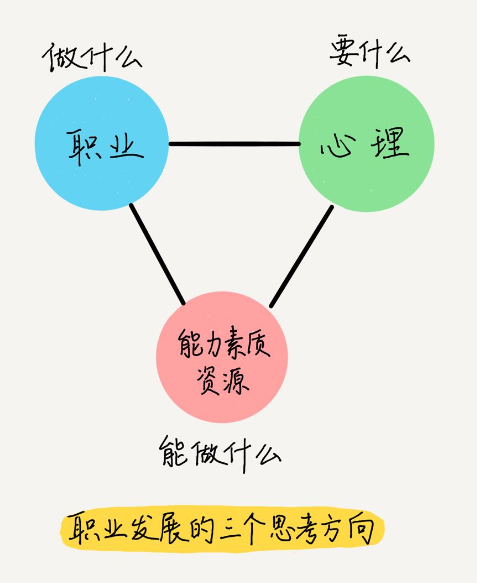 做什么
要什么
职业
心理
能力素质
资源
能做什么
职业发展的三个思考方向